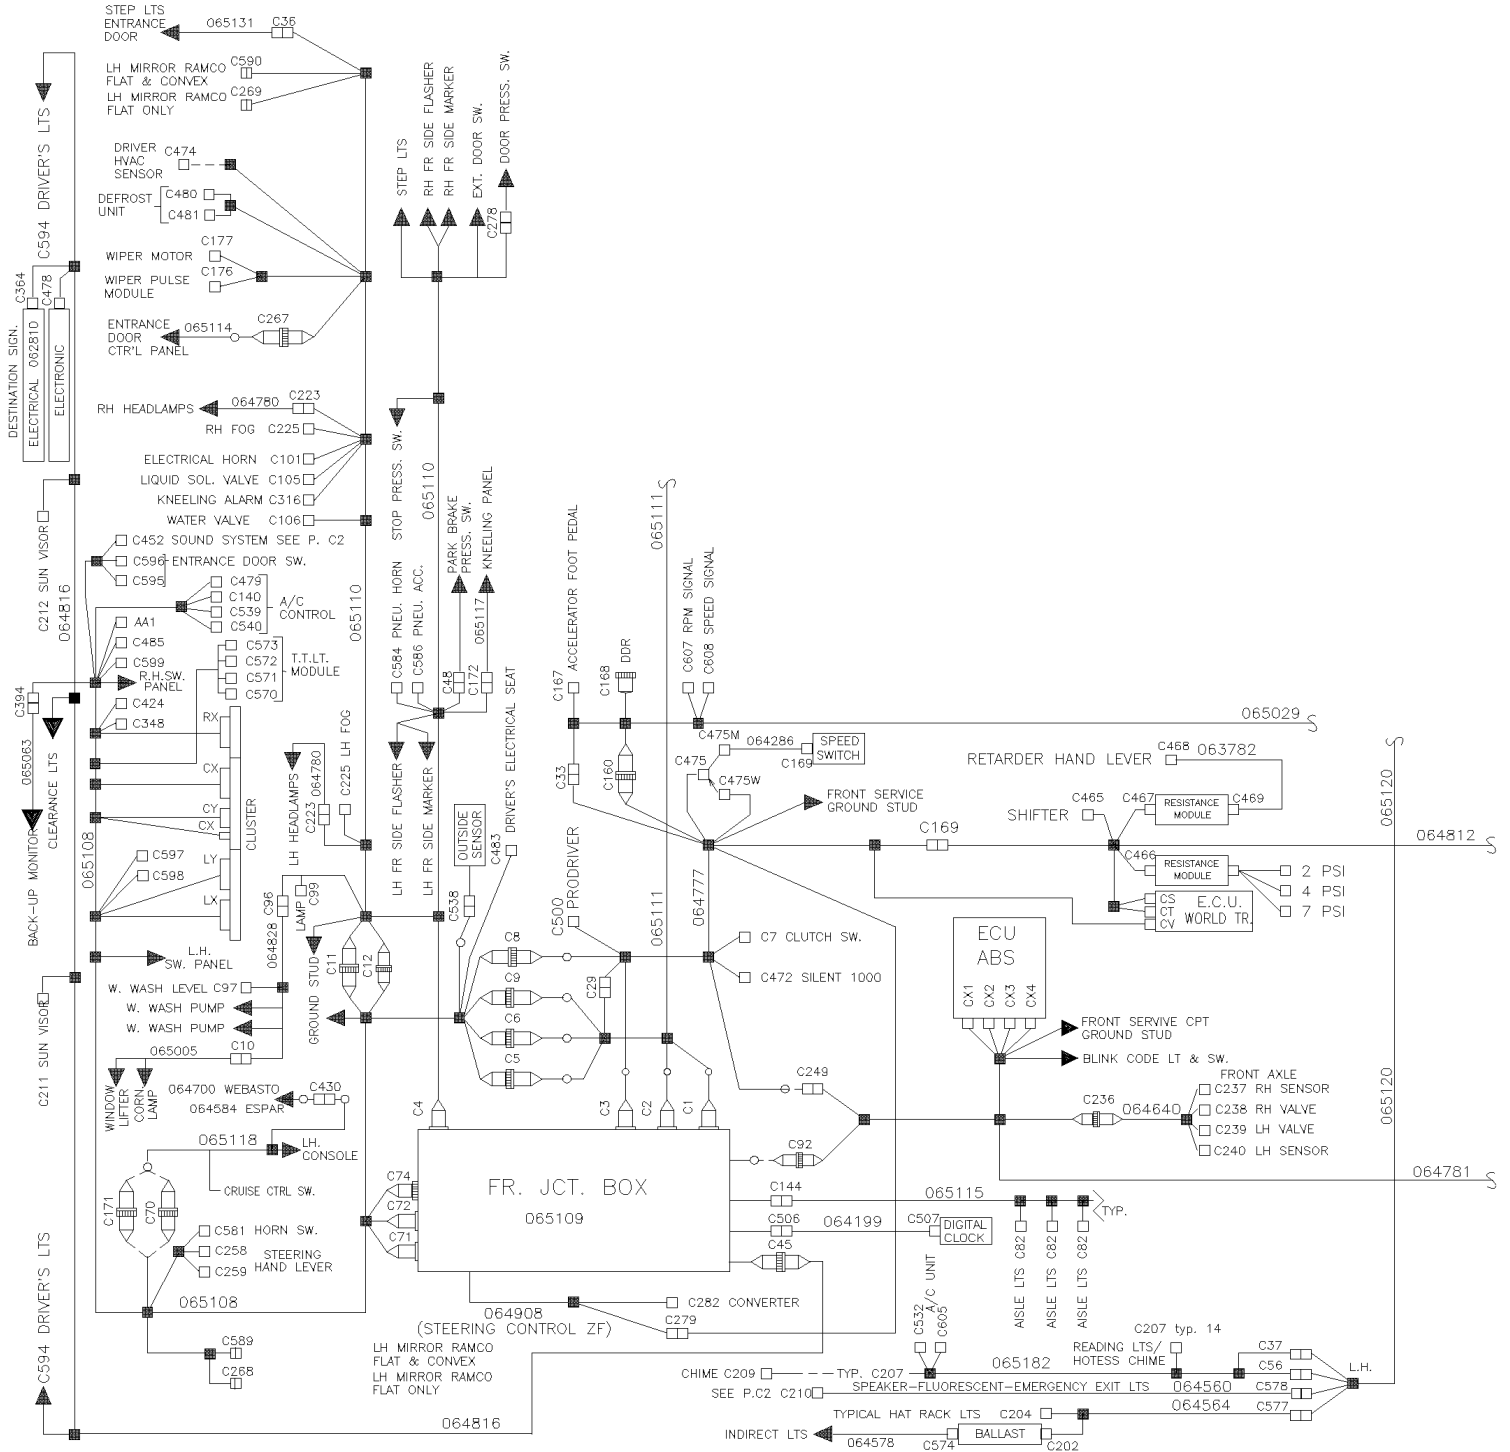 STEP LTS
ENTRANCE
DOOR
065131
C36
LH MIRROR RAMCO
FLAT & CONVEX
C590
LH MIRROR RAMCO
FLAT ONLY
C269
C594 DRIVER'S LTS
DRIVER
HVAC
SENSOR
C474
DEFROST
UNIT
C480
C481
WIPER MOTOR
C177
WIPER PULSE
MODULE
C176
ENTRANCE
DOOR
CTR'L PANEL
065114
C267
STEP LTS
RH FR SIDE FLASHER
RH FR SIDE MARKER
EXT. DOOR SW.
DOOR PRESS. SW.
C278
C364
C478
DESTINATION SIGN.
ELECTRICAL 062810
ELECTRONIC
RH HEADLAMPS
064780
C223
RH FOG C225
ELECTRICAL HORN C101
LIQUID SOL. VALVE C105
KNEELING ALARM C316
WATER VALVE C106
STOP PRESS. SW.
065110
PARK BRAKE
PRESS. SW.
KNEELING PANEL
065111
C212 SUN VISOR
064816
C452 SOUND SYSTEM SEE P. C2
C596
C595
ENTRANCE DOOR SW.
C479
C140
C539
C540
A/C
CONTROL
065110
AA1
C485
C599
R.H.SW.
PANEL
C424
C348
C573
C572
C571
C570
T.T.LT.
MODULE
C584 PNEU. HORN
C586 PNEU. ACC.
C48
C172
065117
C167 ACCELERATOR FOOT PEDAL
C168 DDR
C607 RPM SIGNAL
C608 SPEED SIGNAL
065029
C394
065063
BACK-UP MONITOR
CLEARANCE LTS
RX
CX
CY
CX
LY
LX
CLUSTER
065108
C597
C598
LH HEADLAMPS
064780
C223
C225 LH FOG
LH FR SIDE FLASHER
LH FR SIDE MARKER
DRIVER'S ELECTRICAL SEAT
C483
OUTSIDE
SENSOR
C538
C33
C160
C475M
064286
C475
C475W
C169
SPEED
SWITCH
FRONT SERVICE
GROUND STUD
RETARDER HAND LEVER
C468
063782
SHIFTER
C465
C467
RESISTANCE
MODULE
C469
C169
064812
C466
RESISTANCE
MODULE
2 PSI
4 PSI
7 PSI
CS
CT
CV
E.C.U.
WORLD TR.
065120
C500 PRODRIVER
065111
064777
C7 CLUTCH SW.
C472 SILENT 1000
C96
LAMP C99
064828
L.H.
SW. PANEL
W. WASH LEVEL C97
W. WASH PUMP
W. WASH PUMP
065005
C10
GROUND STUD
C11
C12
C8
C9
C6
C5
C29
ECU
ABS
CX1
CX2
CX3
CX4
FRONT SERVIVE CPT
GROUND STUD
BLINK CODE LT & SW.
FRONT AXLE
C237 RH SENSOR
C238 RH VALVE
C239 LH VALVE
C240 LH SENSOR
C236
064640
C249
C92
064781
065120
C211 SUN VISOR
WINDOW
LIFTER
CORN.
LAMP
064700 WEBASTO
064584 ESPAR
C430
065118
LH.
CONSOLE
CRUISE CTRL SW.
C171
C70
C581 HORN SW.
C258
C259
STEERING
HAND LEVER
065108
C589
C268
C594 DRIVER'S LTS
C4
C3
C2
C1
C74
C72
C71
FR. JCT. BOX
065109
C144
065115
C506
064199
C507
DIGITAL
CLOCK
C45
TYP.
AISLE LTS C82
AISLE LTS C82
AISLE LTS C82
064908
(STEERING CONTROL ZF)
C282 CONVERTER
C279
LH MIRROR RAMCO
FLAT & CONVEX
LH MIRROR RAMCO
FLAT ONLY
064816
C532
A/C UNIT
C605
C207 typ. 14
READING LTS/
HOTESS CHIME
CHIME C209
TYP. C207
065182
SEE P.C2 C210
SPEAKER-FLUORESCENT-EMERGENCY EXIT LTS
064560
C37
C56
C578
C577
L.H.
TYPICAL HAT RACK LTS C204
064564
INDIRECT LTS
064578
C574
BALLAST
C202